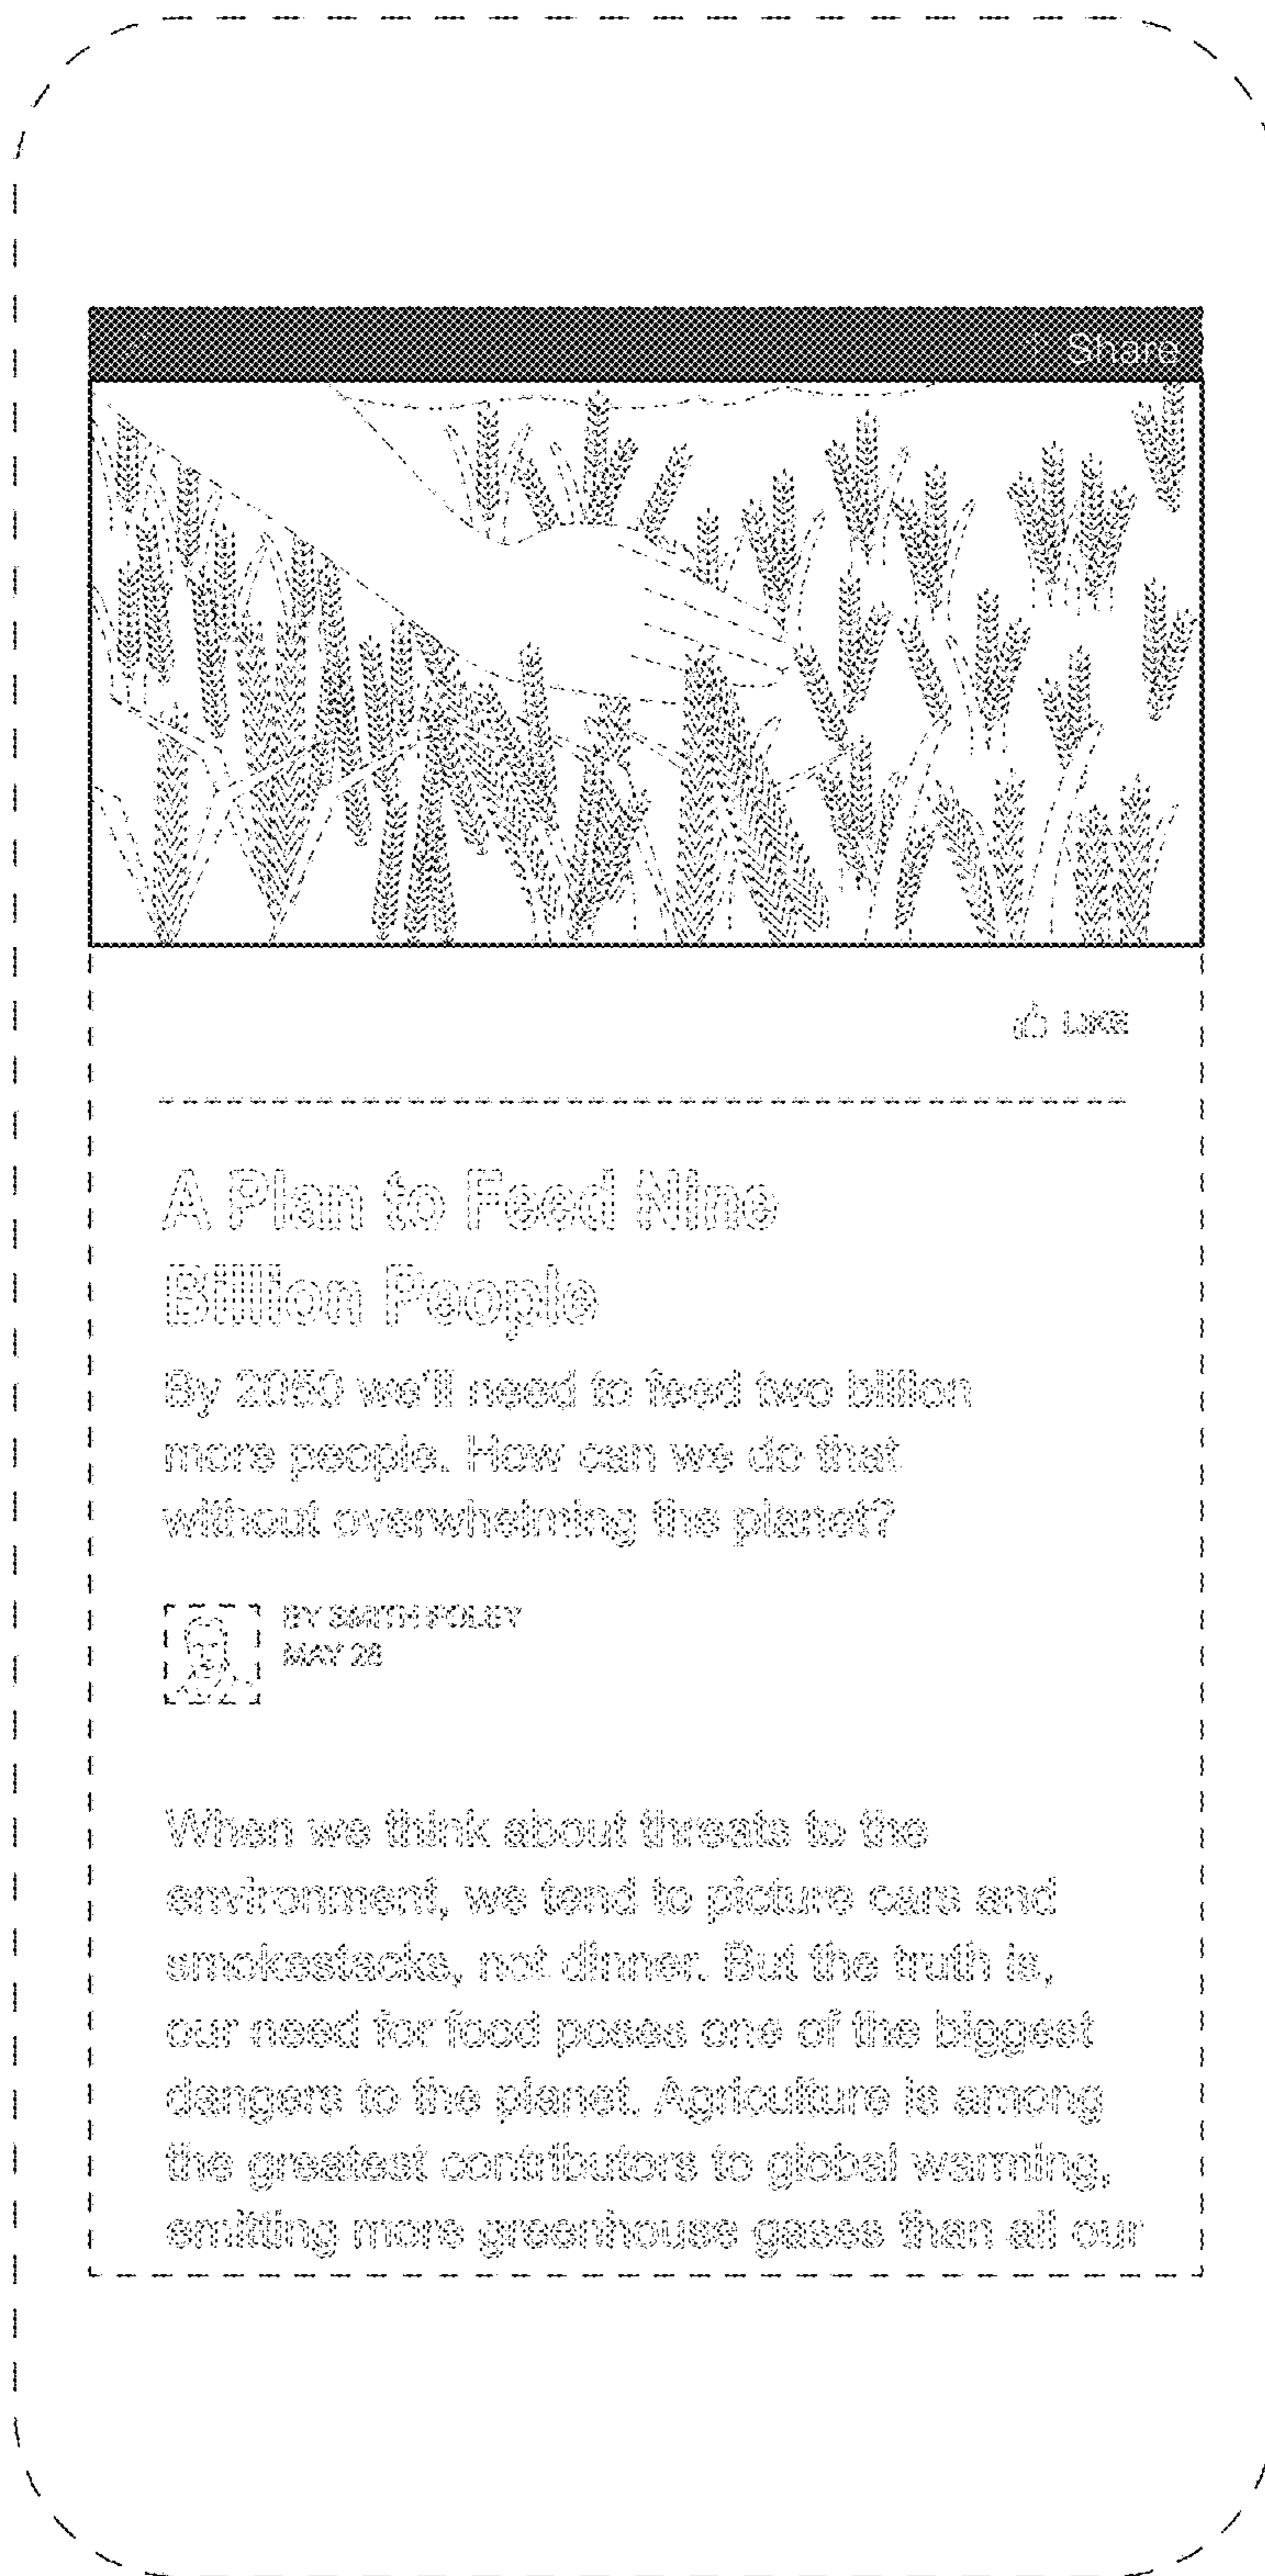 Share
LIKE
A Plan to Feed Nine
Billion People
By 2050 we'll need to feed two billion
more people. How can we do that
without overwhelming the planet?
BY SMITH FOLEY
MAY 28
When we think about threats to the
environment, we tend to picture cars and
smokestacks, not dinner. But the truth is,
our need for food poses one of the biggest
dangers to the planet. Agriculture is among
the greatest contributors to global warming,
emitting more greenhouse gases than all our